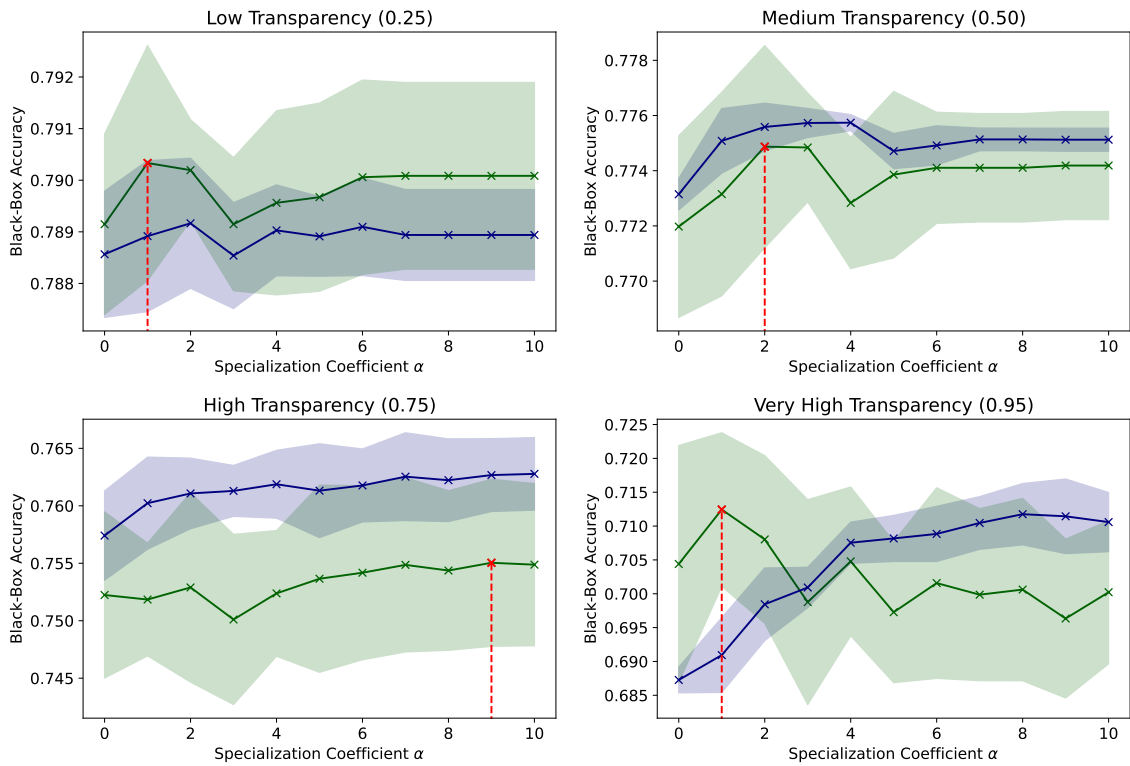 Low Transparency (0.25)
0.792
0.791
0.790
0.789
0.788
Black-Box Accuracy
0 2 4 6 8 10
Specialization Coefficient α
Medium Transparency (0.50)
0.778
0.776
0.774
0.772
0.770
Black-Box Accuracy
0 2 4 6 8 10
Specialization Coefficient α
High Transparency (0.75)
0.765
0.760
0.755
0.750
0.745
Black-Box Accuracy
0 2 4 6 8 10
Specialization Coefficient α
Very High Transparency (0.95)
0.725
0.720
0.715
0.710
0.705
0.700
0.695
0.690
0.685
Black-Box Accuracy
0 2 4 6 8 10
Specialization Coefficient α